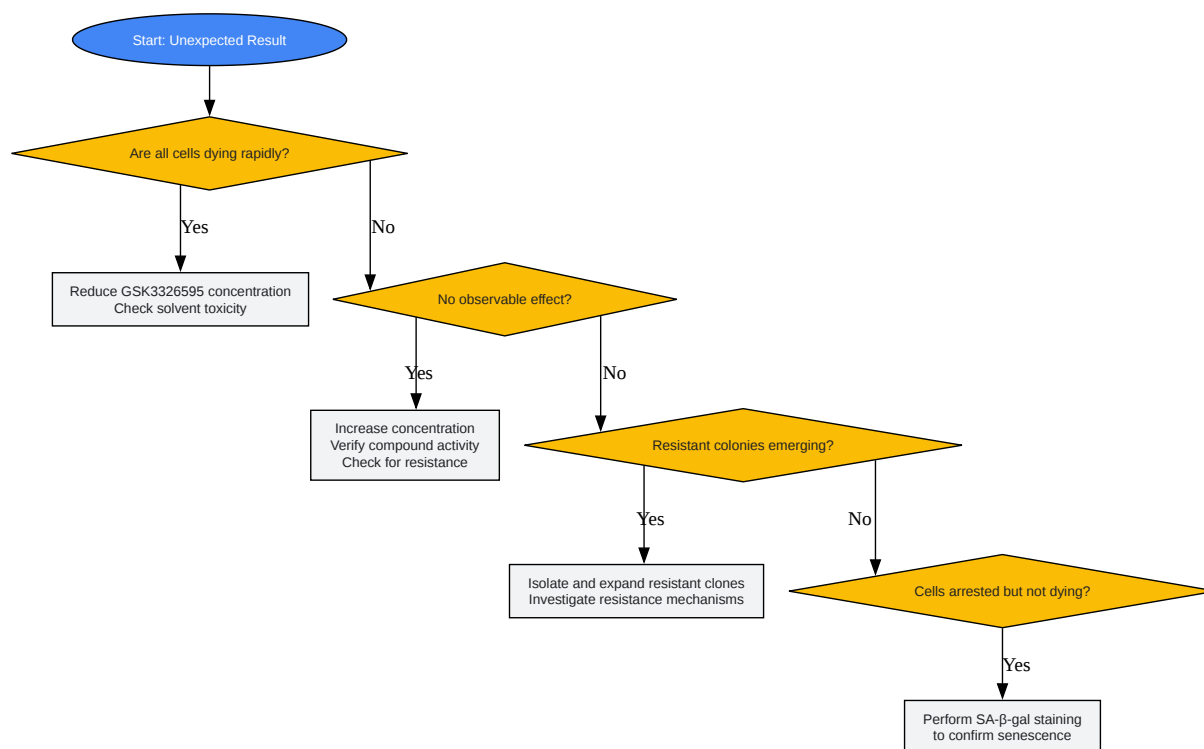 Start: Unexpected Result
Are all cells dying rapidly?
Yes
No
Reduce GSK3326595 concentration
Check solvent toxicity
No observable effect?
Yes
No
Increase concentration
Verify compound activity
Check for resistance
Resistant colonies emerging?
Yes
No
Isolate and expand resistant clones
Investigate resistance mechanisms
Cells arrested but not dying?
Yes
Perform SA-β-gal staining
to confirm senescence